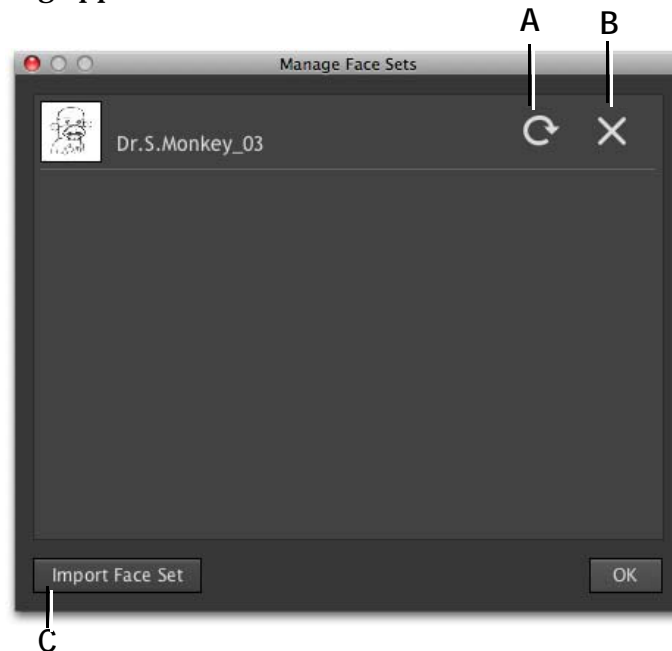 A B
Manage Face Sets
Dr.S.Monkey_03
Import Face Set OK
C